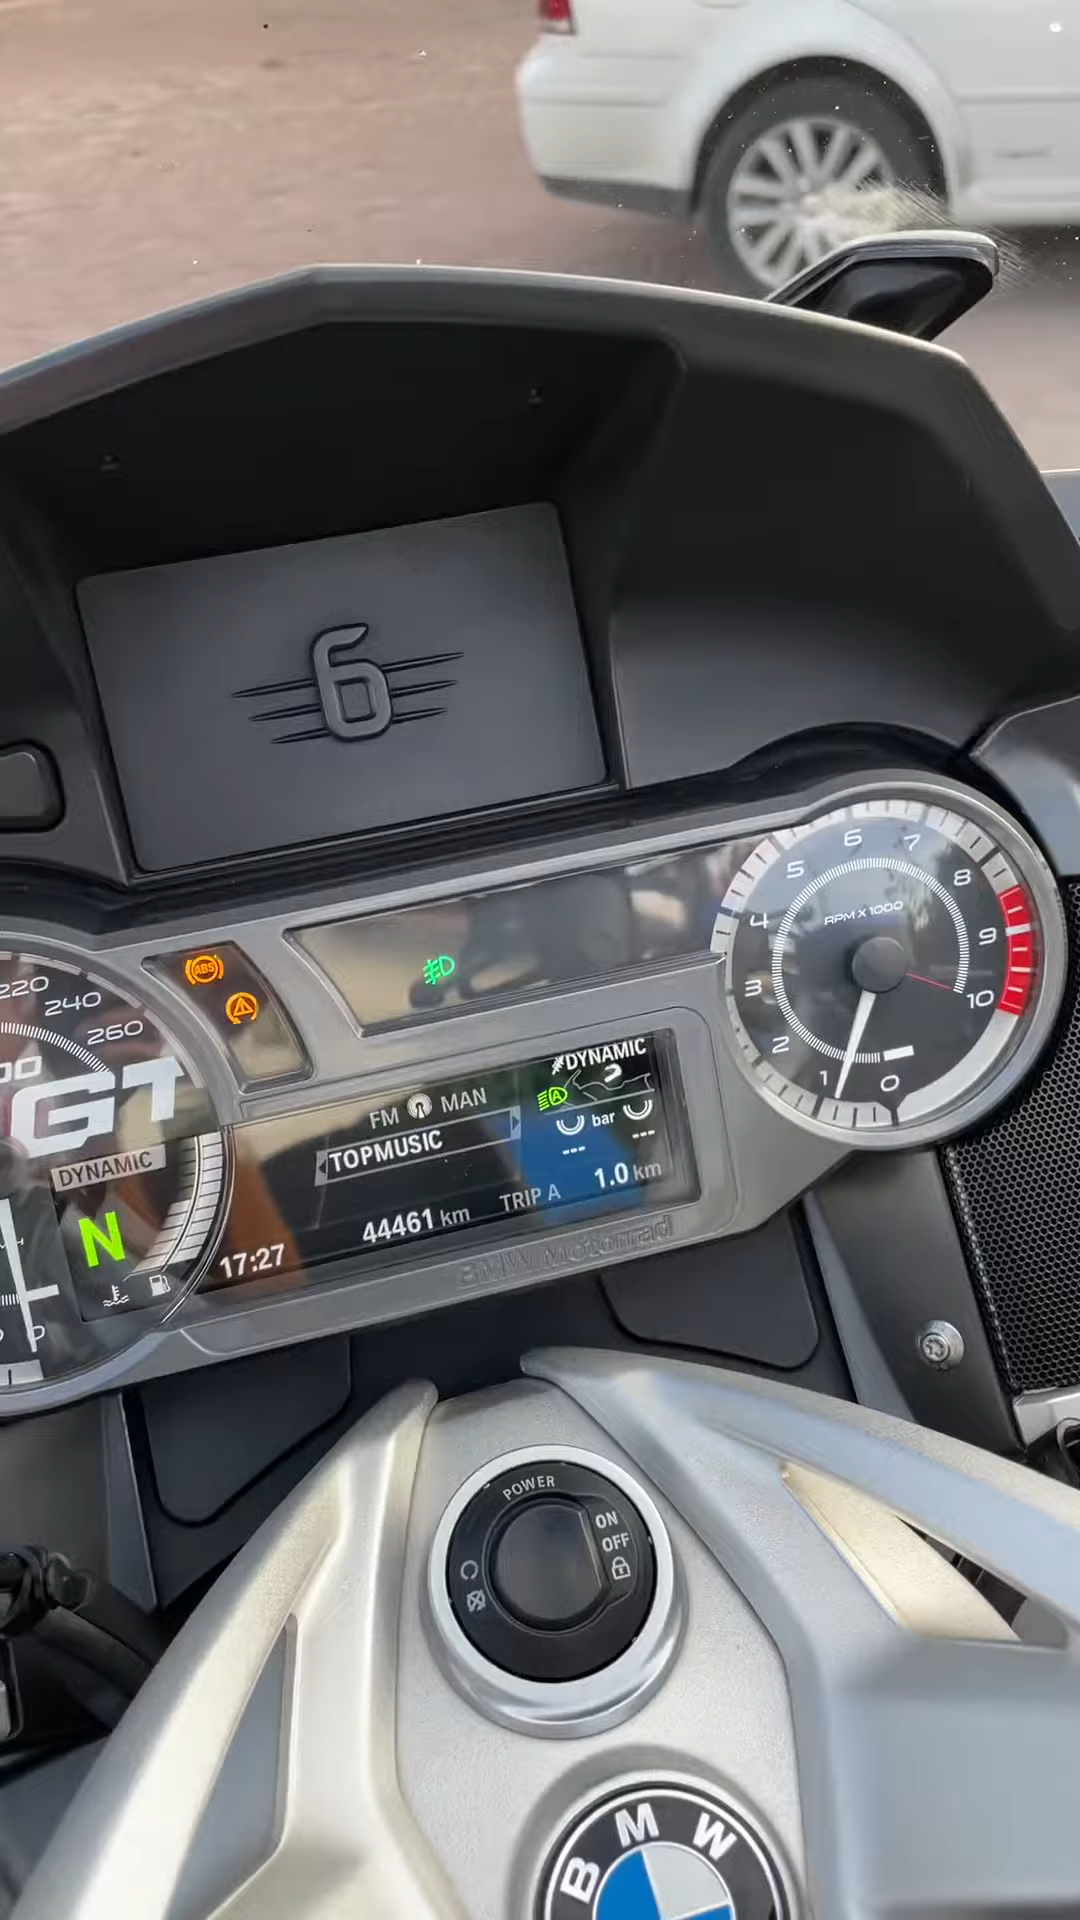 6
220
240
260
00
GT
DYNAMIC
N
ABS
RPM X 1000
0
1
2
3
4
5
6
7
8
9
10
DYNAMIC
A
FM MAN
TOPMUSIC
bar
--- ---
TRIP A 1.0 km
44461 km
17:27
BMW Motorrad
POWER
ON
OFF
BMW